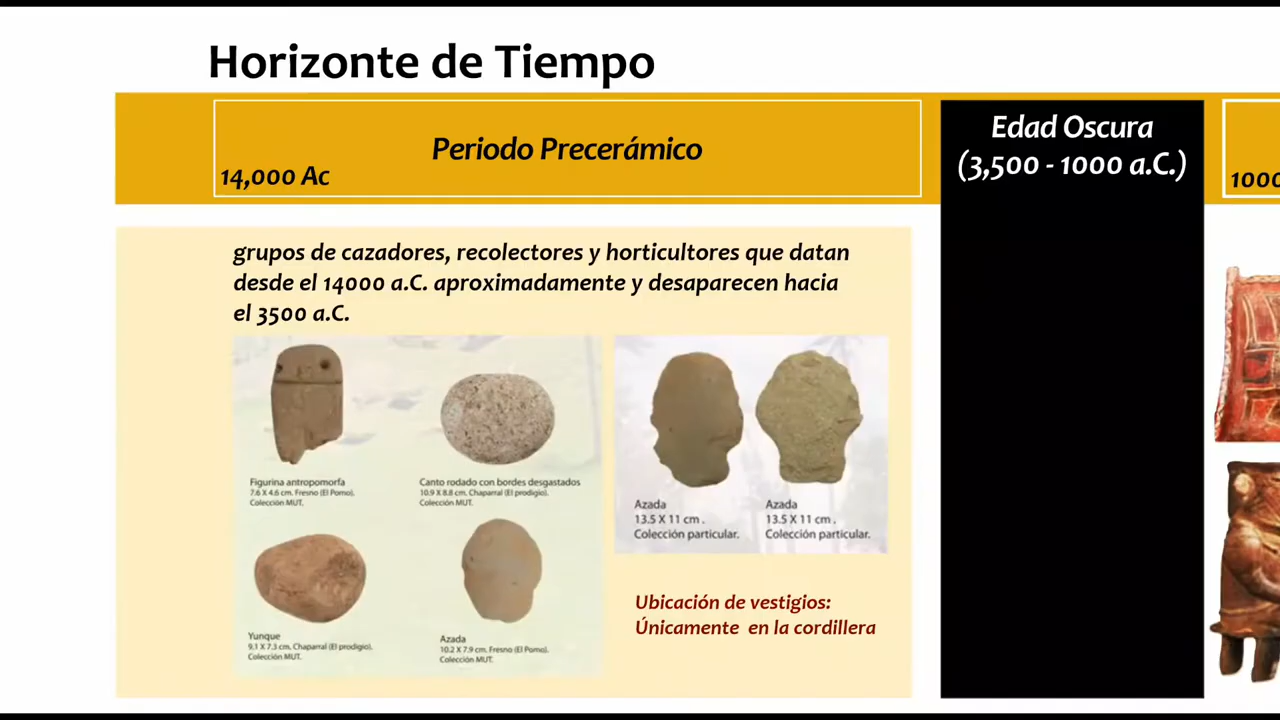 Horizonte de Tiempo
Periodo Precerámico
14,000 Ac
Edad Oscura
(3,500 - 1000 a.C.)
1000
grupos de cazadores, recolectores y horticultores que datan
desde el 14000 a.C. aproximadamente y desaparecen hacia
el 3500 a.C.
Figurina antropomorfa
7.6 X 4.6 cm. Fresno (El Pomo).
Colección MUT.
Canto rodado con bordes desgastados
10.9 X 8.8 cm. Chaparral (El prodigio).
Colección MUT.
Azada
13.5 X 11 cm .
Colección particular.
Azada
13.5 X 11 cm .
Colección particular.
Yunque
9.1 X 7.3 cm. Chaparral (El prodigio).
Colección MUT.
Azada
10.2 X 7.9 cm. Fresno (El Pomo).
Colección MUT.
Ubicación de vestigios:
Únicamente en la cordillera